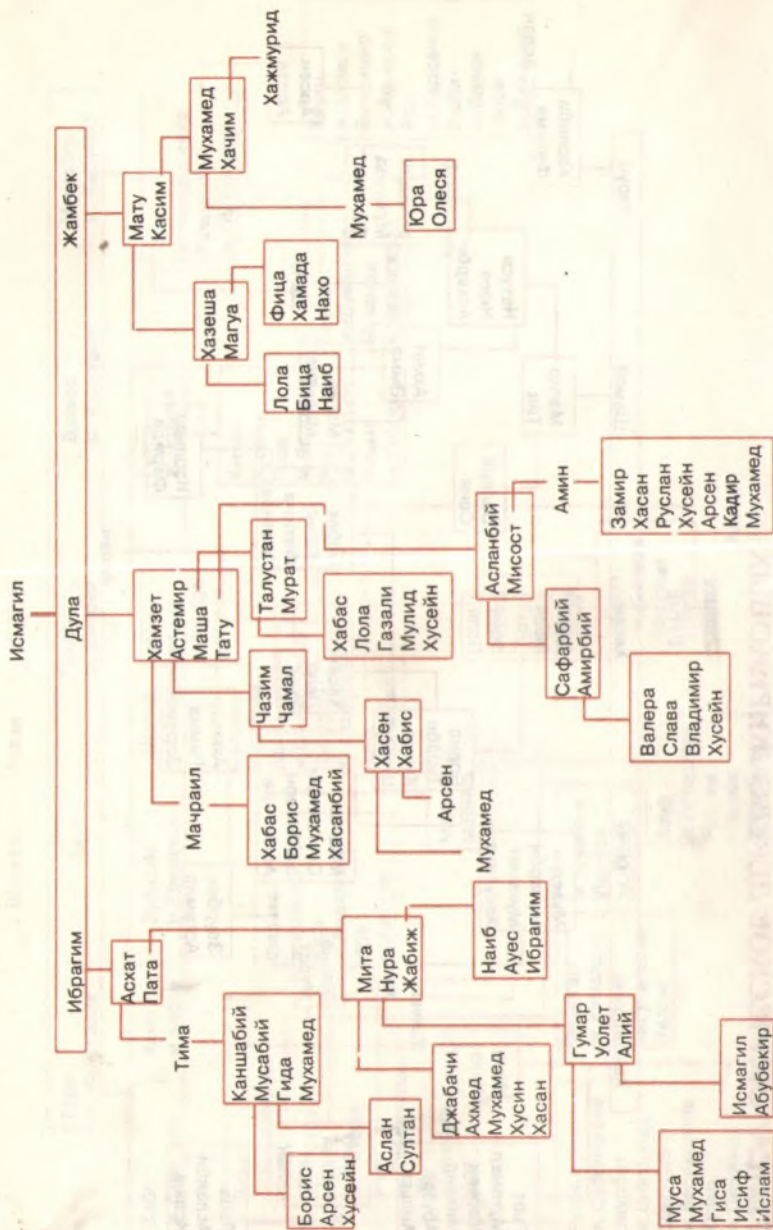 Исмагил
Ибрагим
Дула
Жамбек
Асхат
Пата
Тима
Каншабий
Мусабий
Гида
Мухамед
Борис
Арсен
Хусейн
Аслан
Султан
Мита
Нура
Жабиж
Джабачи
Ахмед
Мухамед
Хусин
Хасан
Гумар
Уолет
Алий
Муса
Мухамед
Гиса
Исиф
Ислам
Исмагил
Абубекир
Наиб
Ауес
Ибрагим
Хамзет
Астемир
Маша
Тату
Мачраил
Хабас
Борис
Мухамед
Хасанбий
Чазим
Чамал
Хасен
Хабис
Мухамед
Арсен
Талустан
Мурат
Хабас
Лола
Газали
Мулид
Хусейн
Асланбий
Мисост
Сафарбий
Амирбий
Валера
Слава
Владимир
Хусейн
Амин
Замир
Хасан
Руслан
Хусейн
Арсен
Кадир
Мухамед
Мату
Касим
Хазеша
Магуа
Лола
Бица
Наиб
Фица
Хамада
Нахо
Мухамед
Хачим
Мухамед
Юра
Олеся
Хажмурид